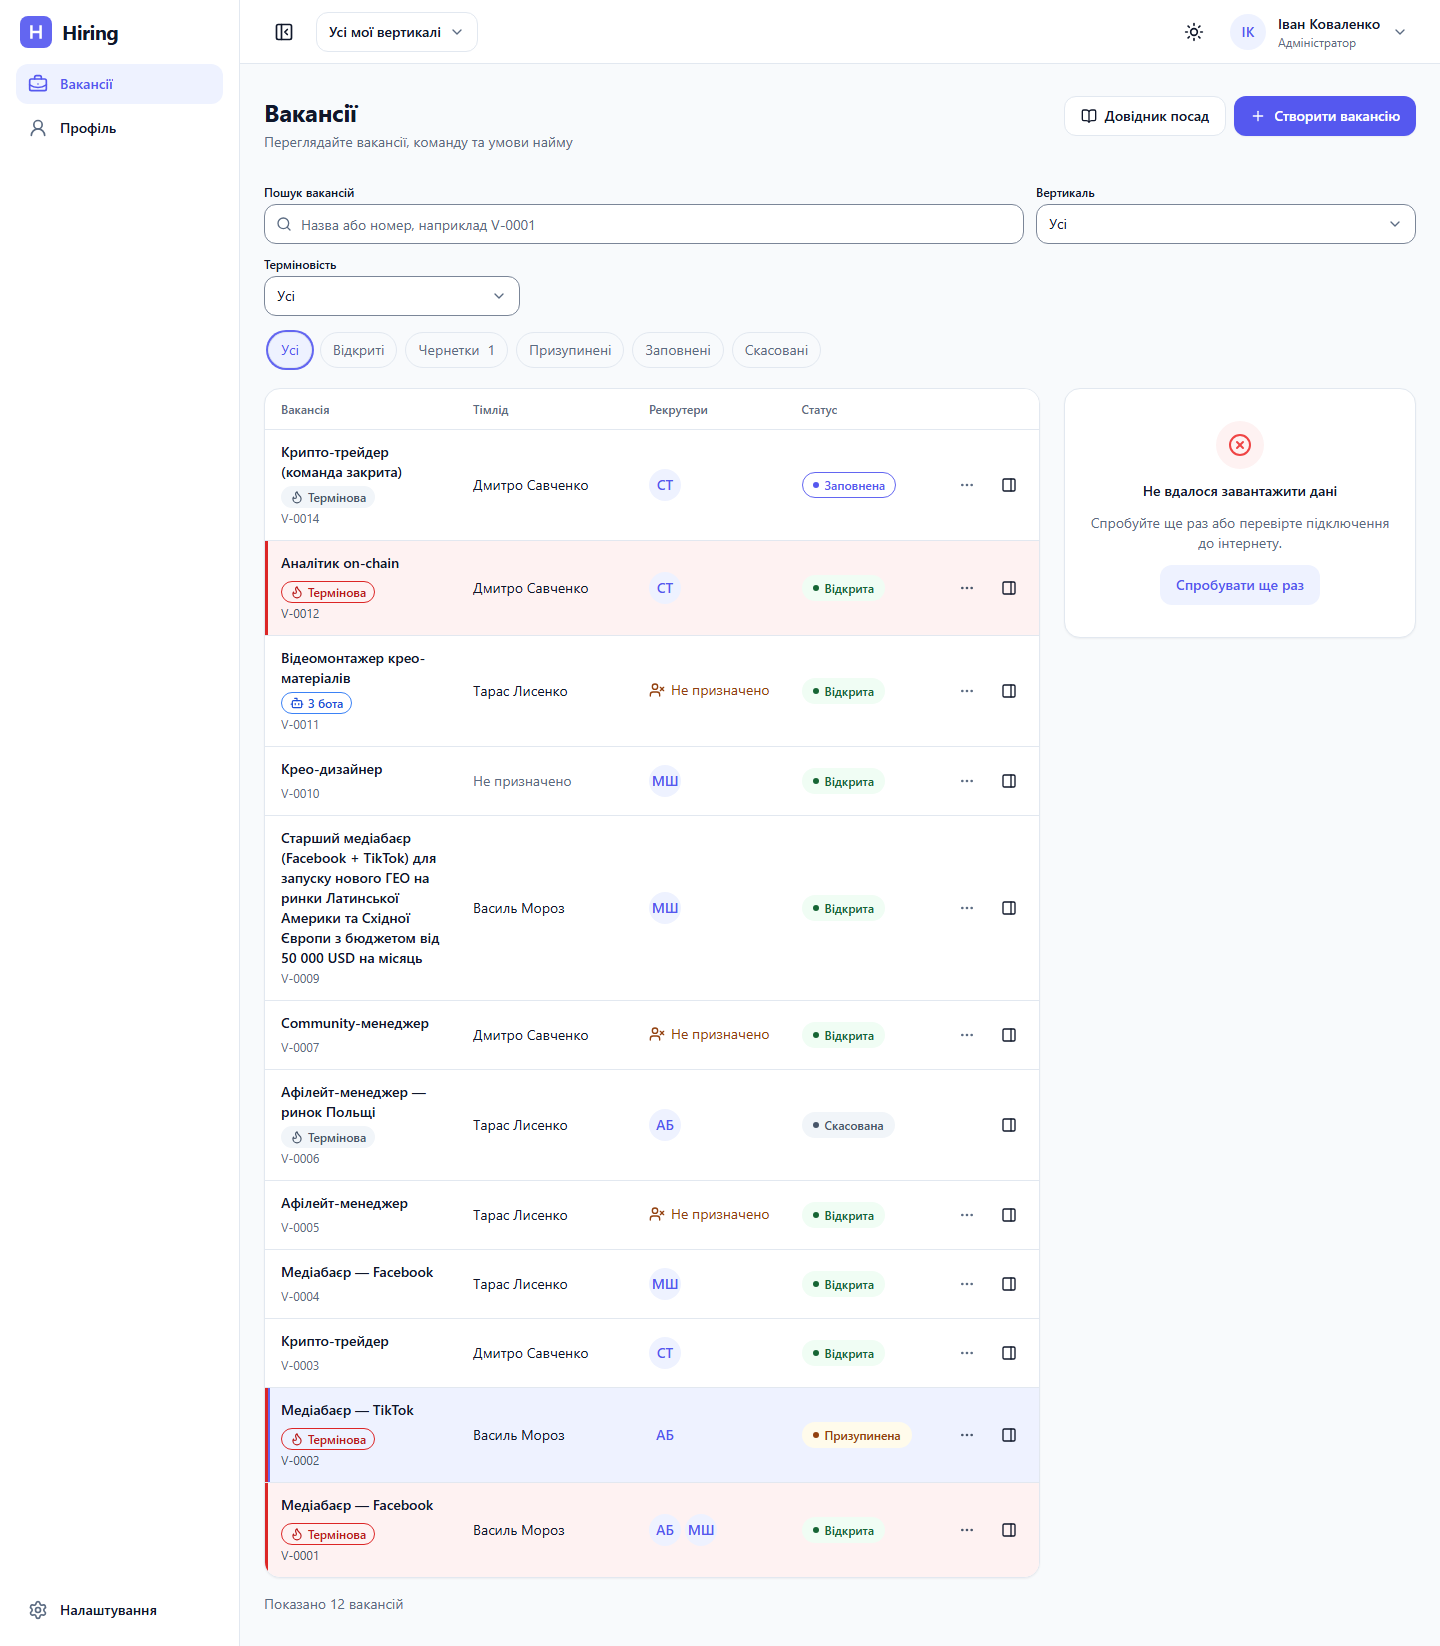 H Hiring
Усі мої вертикалі
ІК
Іван Коваленко
Адміністратор
Вакансії
Профіль
Налаштування
Вакансії
Переглядайте вакансії, команду та умови найму
Довідник посад
Створити вакансію
Пошук вакансій
Назва або номер, наприклад V-0001
Вертикаль
Усі
Терміновість
Усі
Усі
Відкриті
Чернетки 1
Призупинені
Заповнені
Скасовані
Вакансія Тімлід Рекрутери Статус
Крипто-трейдер
(команда закрита)
Термінова
V-0014
Дмитро Савченко
СТ
Заповнена
Аналітик on-chain
Термінова
V-0012
Дмитро Савченко
СТ
Відкрита
Відеомонтажер крео-
матеріалів
З бота
V-0011
Тарас Лисенко
Не призначено
Відкрита
Крео-дизайнер
V-0010
Не призначено
МШ
Відкрита
Старший медіабаєр
(Facebook + TikTok) для
запуску нового ГЕО на
ринки Латинської
Америки та Східної
Європи з бюджетом від
50 000 USD на місяць
V-0009
Василь Мороз
МШ
Відкрита
Community-менеджер
V-0007
Дмитро Савченко
Не призначено
Відкрита
Афілейт-менеджер —
ринок Польщі
Термінова
V-0006
Тарас Лисенко
АБ
Скасована
Афілейт-менеджер
V-0005
Тарас Лисенко
Не призначено
Відкрита
Медіабаєр — Facebook
V-0004
Тарас Лисенко
МШ
Відкрита
Крипто-трейдер
V-0003
Дмитро Савченко
СТ
Відкрита
Медіабаєр — TikTok
Термінова
V-0002
Василь Мороз
АБ
Призупинена
Медіабаєр — Facebook
Термінова
V-0001
Василь Мороз
АБ МШ
Відкрита
Показано 12 вакансій
Не вдалося завантажити дані
Спробуйте ще раз або перевірте підключення
до інтернету.
Спробувати ще раз